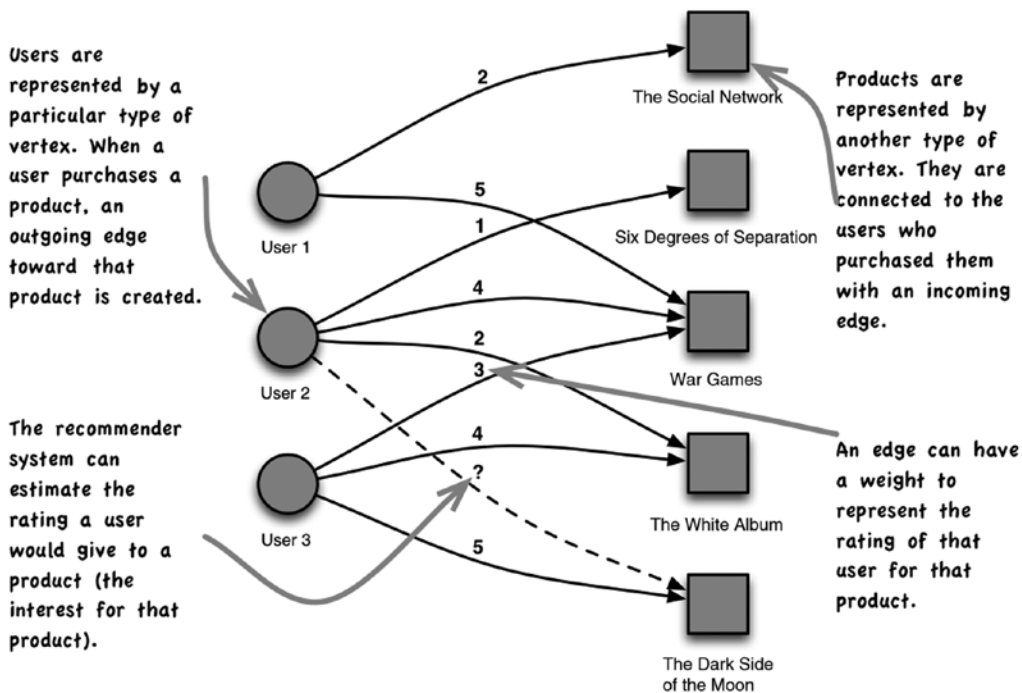 Users are
represented by a
particular type of
vertex. When a
user purchases a
product, an
outgoing edge
toward that
product is created.
The recommender
system can
estimate the
rating a user
would give to a
product (the
interest for that
product).
User 1
User 2
User 3
2
5
1
4
2
3
4
?
5
The Social Network
Six Degrees of Separation
War Games
The White Album
The Dark Side
of the Moon
Products are
represented by
another type of
vertex. They are
connected to the
users who
purchased them
with an incoming
edge.
An edge can have
a weight to
represent the
rating of that
user for that
product.